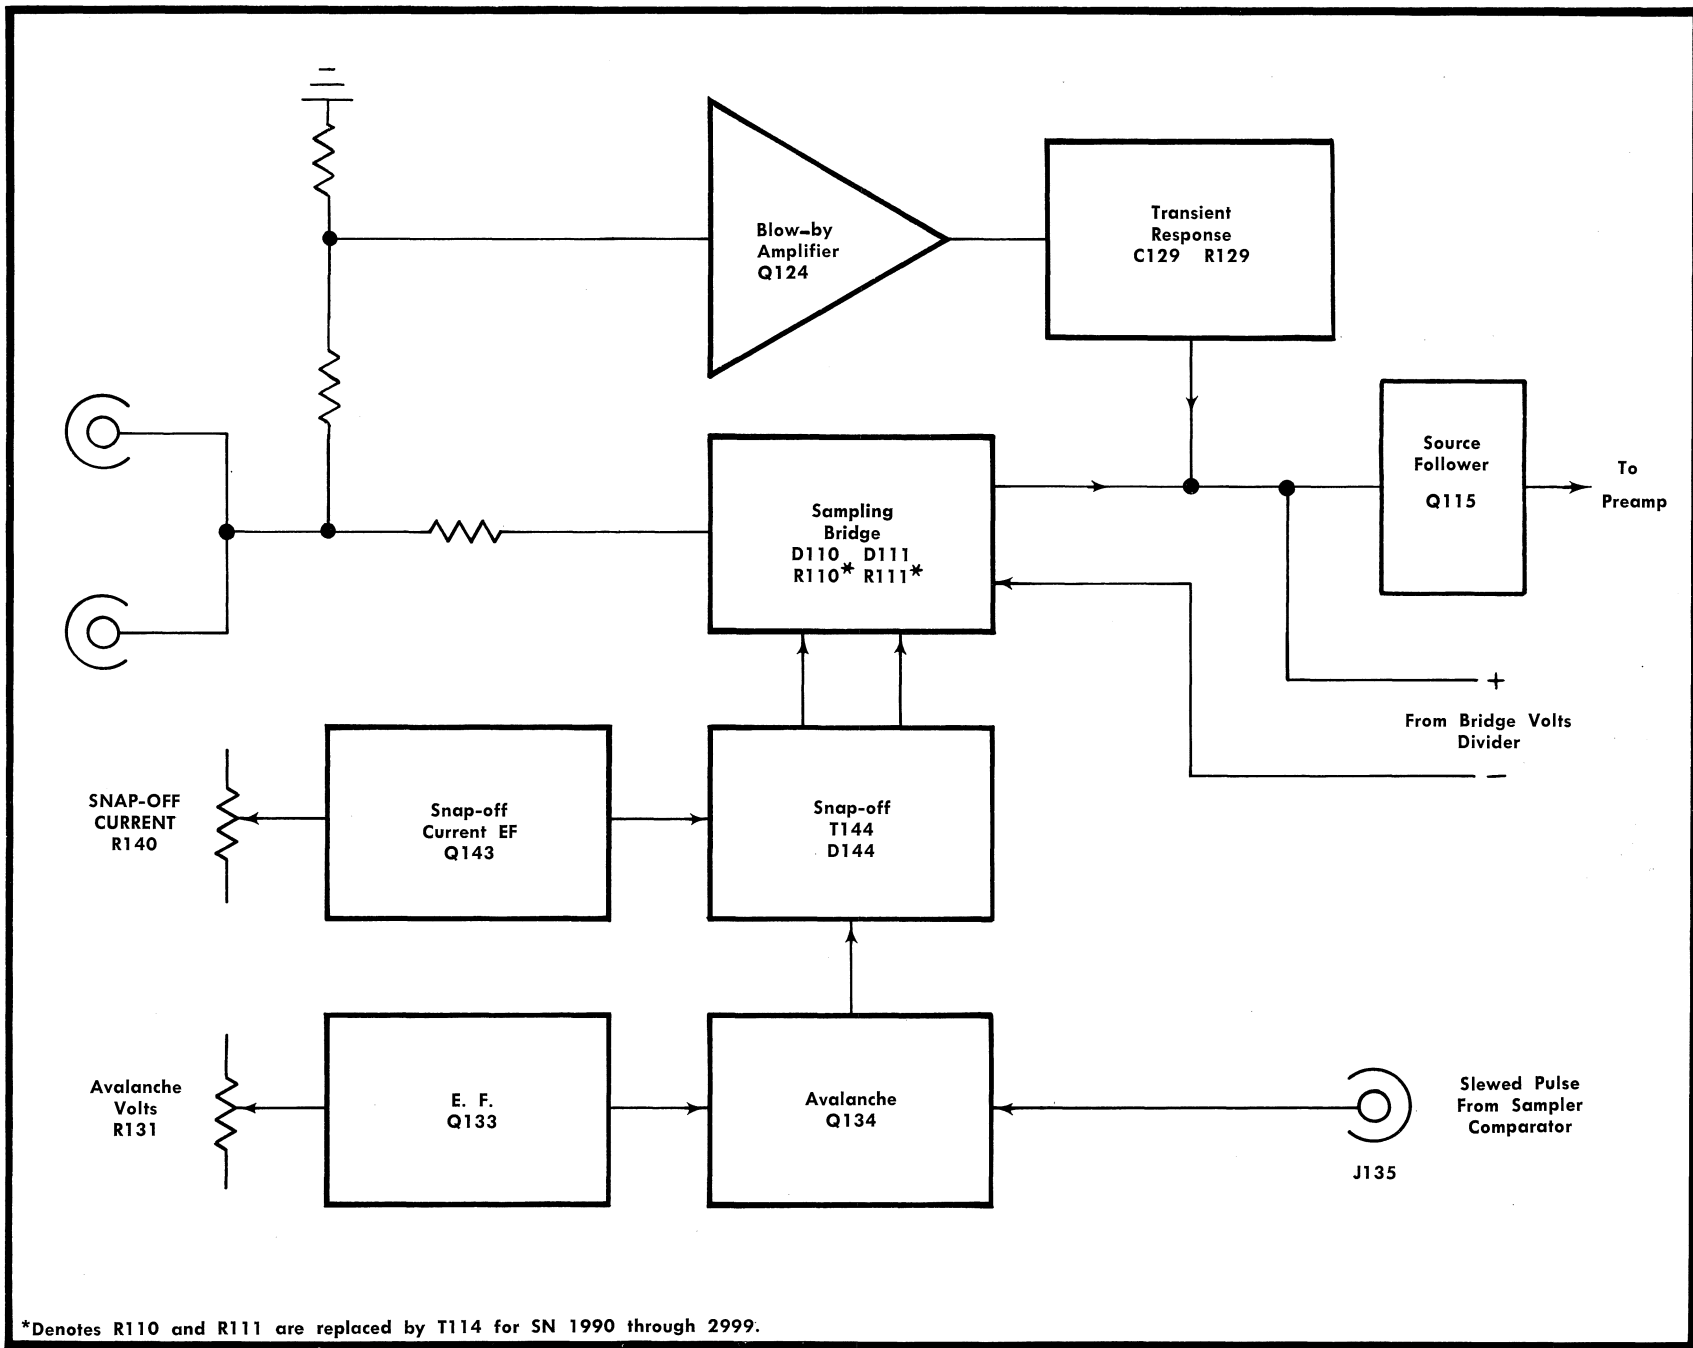 Blow-by
Amplifier
Q124
Transient
Response
C129 R129
Source
Follower
Q115
To
Preamp
Sampling
Bridge
D110 D111
R110* R111*
+
From Bridge Volts
Divider
–
SNAP-OFF
CURRENT
R140
Snap-off
Current EF
Q143
Snap-off
T144
D144
Avalanche
Volts
R131
E. F.
Q133
Avalanche
Q134
Slewed Pulse
From Sampler
Comparator
J135
*Denotes R110 and R111 are replaced by T114 for SN 1990 through 2999.